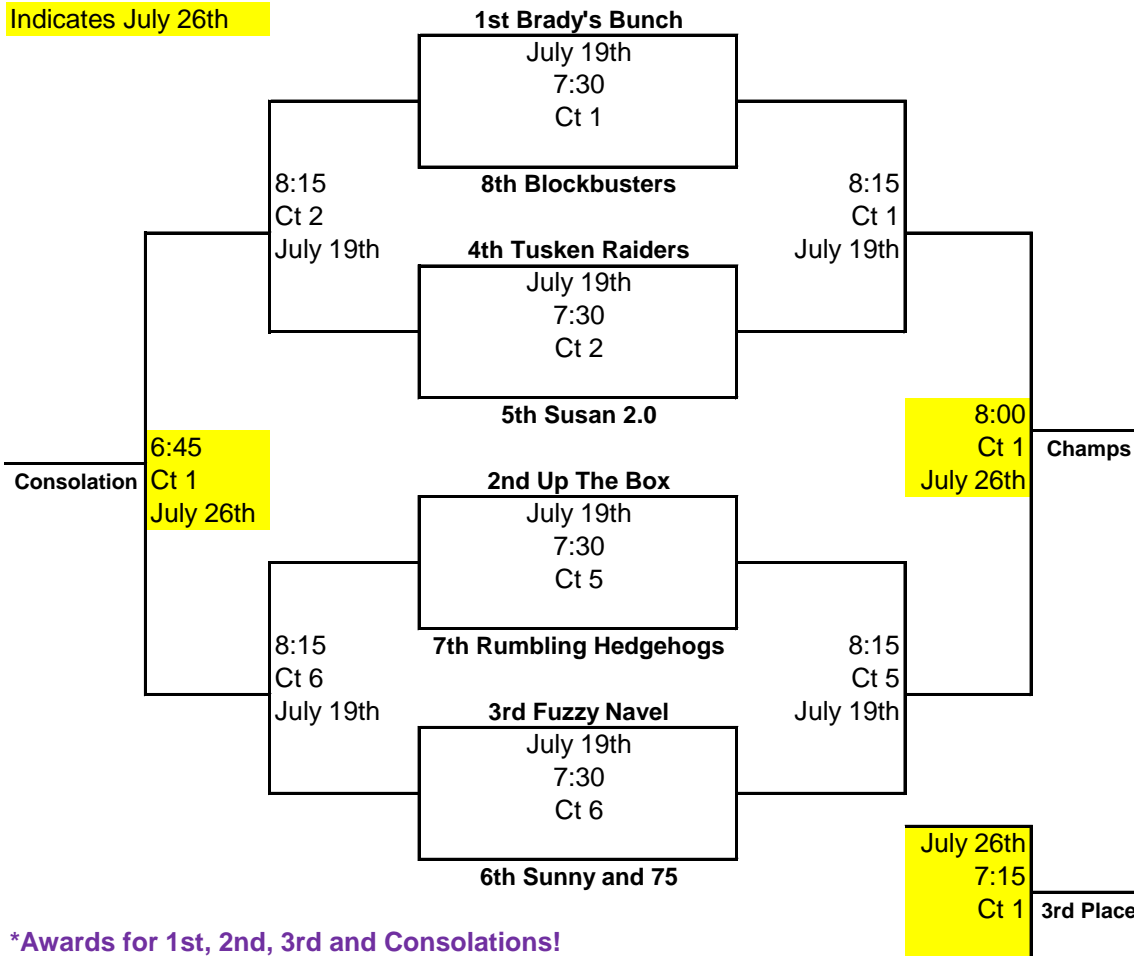 Indicates July 26th
1st Brady's Bunch
July 19th
7:30
Ct 1
8th Blockbusters
8:15
Ct 2
July 19th
8:15
Ct 1
July 19th
4th Tusken Raiders
July 19th
7:30
Ct 2
5th Susan 2.0
8:00
Ct 1
July 26th
Champs
6:45
Ct 1
July 26th
Consolation
2nd Up The Box
July 19th
7:30
Ct 5
7th Rumbling Hedgehogs
8:15
Ct 6
July 19th
8:15
Ct 5
July 19th
3rd Fuzzy Navel
July 19th
7:30
Ct 6
6th Sunny and 75
July 26th
7:15
Ct 1
3rd Place
*Awards for 1st, 2nd, 3rd and Consolations!